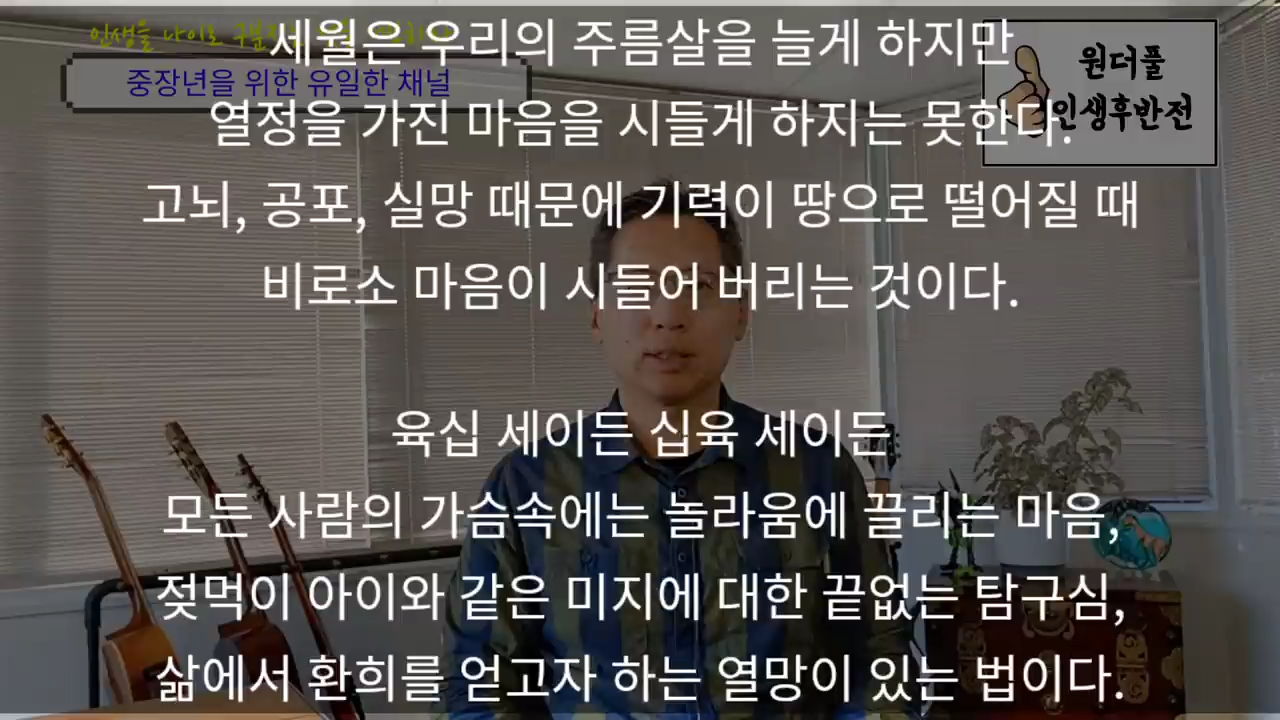 인생을 나이로
세월은 우리의 주름살을 늘게 하지만
중장년을 위한 유일한 채널
원더풀
인생후반전
열정을 가진 마음을 시들게 하지는 못한다.
고뇌, 공포, 실망 때문에 기력이 땅으로 떨어질 때
비로소 마음이 시들어 버리는 것이다.
육십 세이든 십육 세이든
모든 사람의 가슴속에는 놀라움에 끌리는 마음,
젖먹이 아이와 같은 미지에 대한 끝없는 탐구심,
삶에서 환희를 얻고자 하는 열망이 있는 법이다.